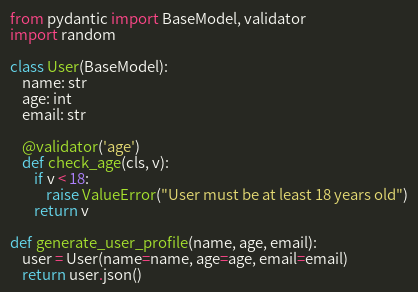 from pydantic import BaseModel, validator
import random

class User(BaseModel):
    name: str
    age: int
    email: str

    @validator('age')
    def check_age(cls, v):
        if v < 18:
            raise ValueError("User must be at least 18 years old")
        return v

def generate_user_profile(name, age, email):
    user = User(name=name, age=age, email=email)
    return user.json()